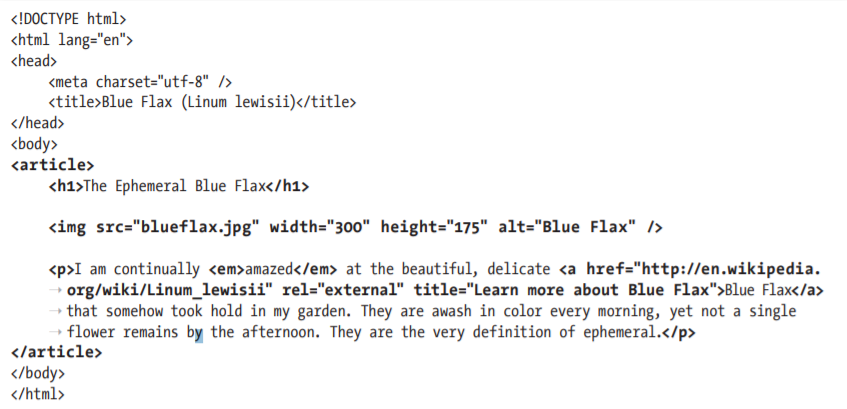 <!DOCTYPE html>
<html lang="en">
<head>
<meta charset="utf-8" />
<title>Blue Flax (Linum lewisii)</title>
</head>
<body>
<article>
<h1>The Ephemeral Blue Flax</h1>
<img src="blueflax.jpg" width="300" height="175" alt="Blue Flax" />
<p>I am continually <em>amazed</em> at the beautiful, delicate <a href="http://en.wikipedia.
→ org/wiki/Linum_lewisii" rel="external" title="Learn more about Blue Flax">Blue Flax</a>
→ that somehow took hold in my garden. They are awash in color every morning, yet not a single
→ flower remains by the afternoon. They are the very definition of ephemeral.</p>
</article>
</body>
</html>